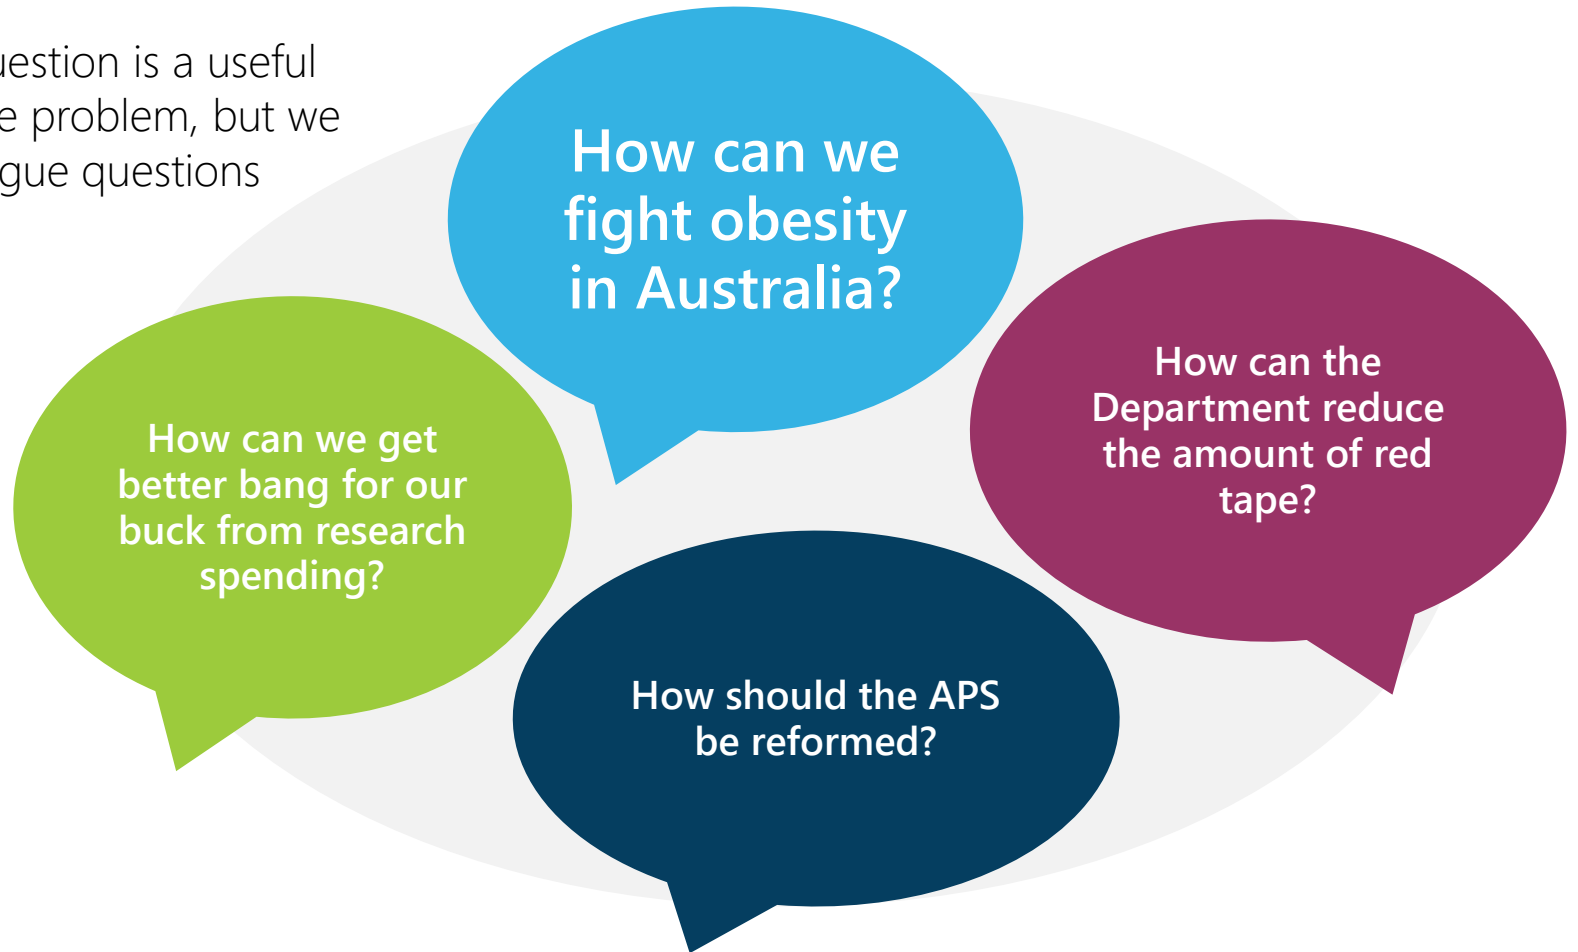 uestion is a useful
e problem, but we
gue questions
How can we
fight obesity
in Australia?
How can the
Department reduce
the amount of red
tape?
How can we get
better bang for our
buck from research
spending?
How should the APS
be reformed?